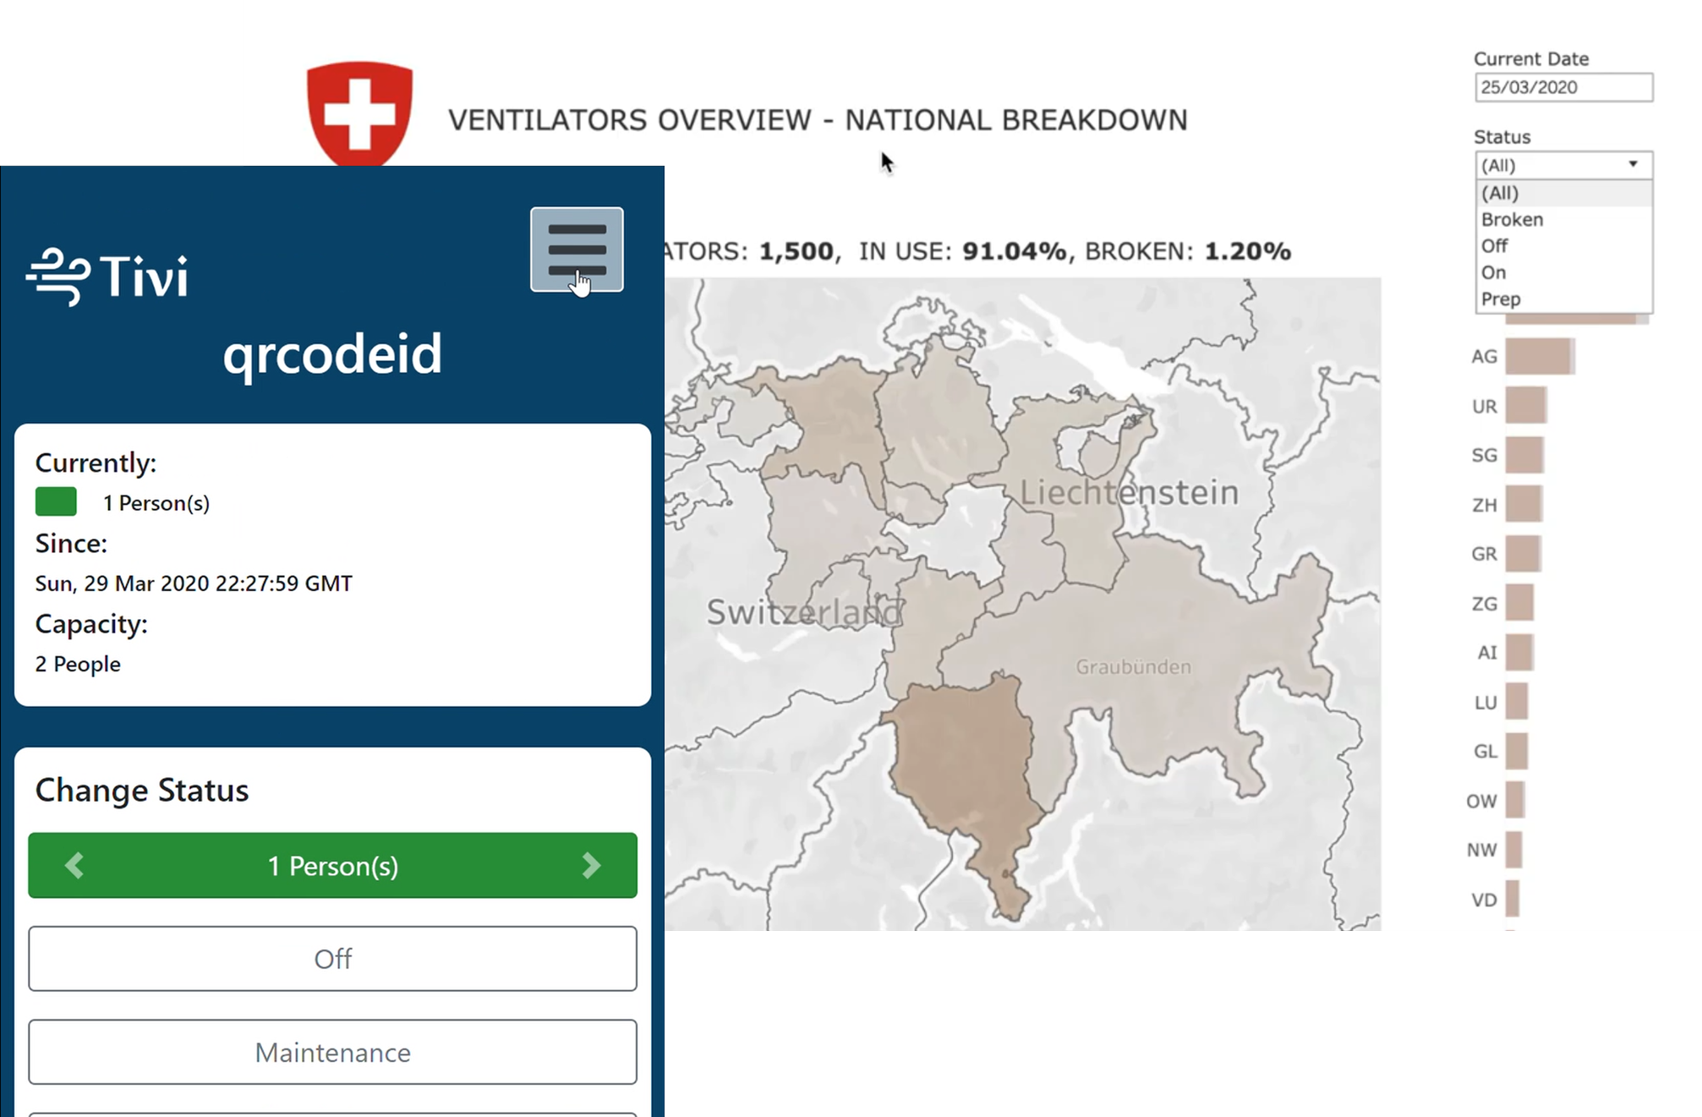 Current Date
25/03/2020
VENTILATORS OVERVIEW - NATIONAL BREAKDOWN
Status
(All)
(All)
Broken
Off
On
Prep
ATORS: 1,500, IN USE: 91.04%, BROKEN: 1.20%
Tivi
qrcodeid
Currently:
1 Person(s)
Since:
Sun, 29 Mar 2020 22:27:59 GMT
Capacity:
2 People
Change Status
1 Person(s)
Off
Maintenance
Liechtenstein
Switzerland
Graubünden
AG
UR
SG
ZH
GR
ZG
AI
LU
GL
OW
NW
VD